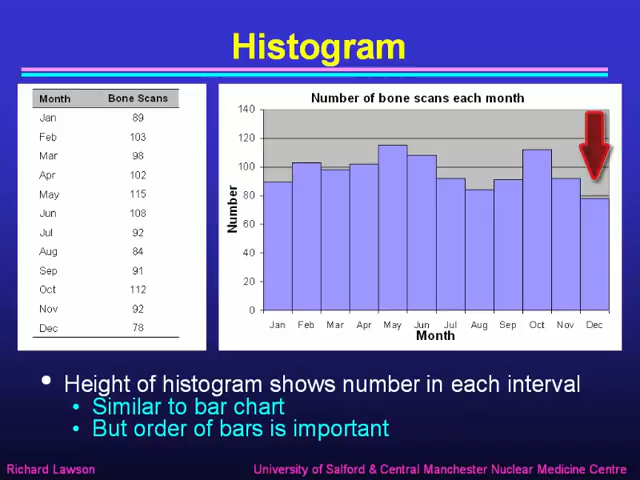 Histogram
Month Bone Scans
Jan 89
Feb 103
Mar 98
Apr 102
May 115
Jun 108
Jul 92
Aug 84
Sep 91
Oct 112
Nov 92
Dec 78
Number of bone scans each month
140
120
100
80
60
40
20
0
Number
Jan Feb Mar Apr May Jun Jul Aug Sep Oct Nov Dec
Month
• Height of histogram shows number in each interval
• Similar to bar chart
• But order of bars is important
Richard Lawson University of Salford & Central Manchester Nuclear Medicine Centre